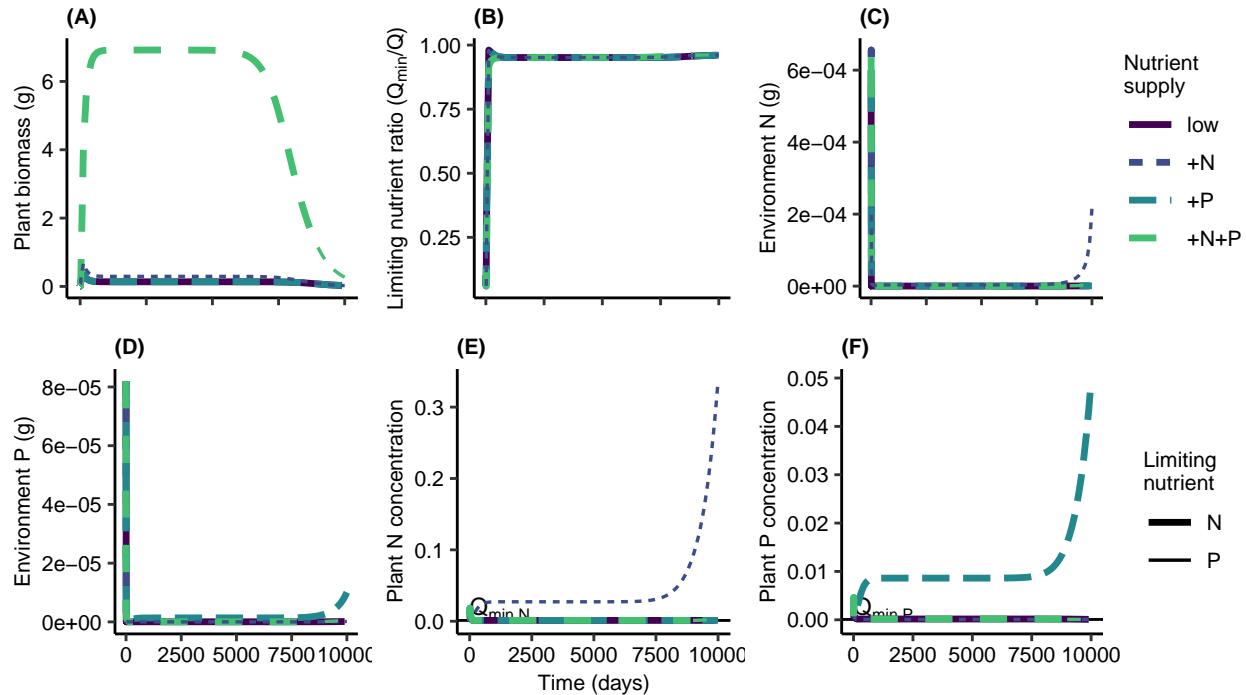 (A)
Plant biomass (g)
6
4
2
0
(B)
Limiting nutrient ratio (Qmin/Q)
1.00
0.75
0.50
0.25
(C)
Environment N (g)
6e−04
4e−04
2e−04
0e+00
Nutrient
supply
low
+N
+P
+N+P
(D)
Environment P (g)
8e−05
6e−05
4e−05
2e−05
0e+00
0 2500 5000 7500 10000
(E)
Plant N concentration
0.3
0.2
0.1
0.0
Qmin N
0 2500 5000 7500 10000
Time (days)
(F)
Plant P concentration
0.05
0.04
0.03
0.02
0.01
0.00
Qmin P
0 2500 5000 7500 10000
Limiting
nutrient
N
P